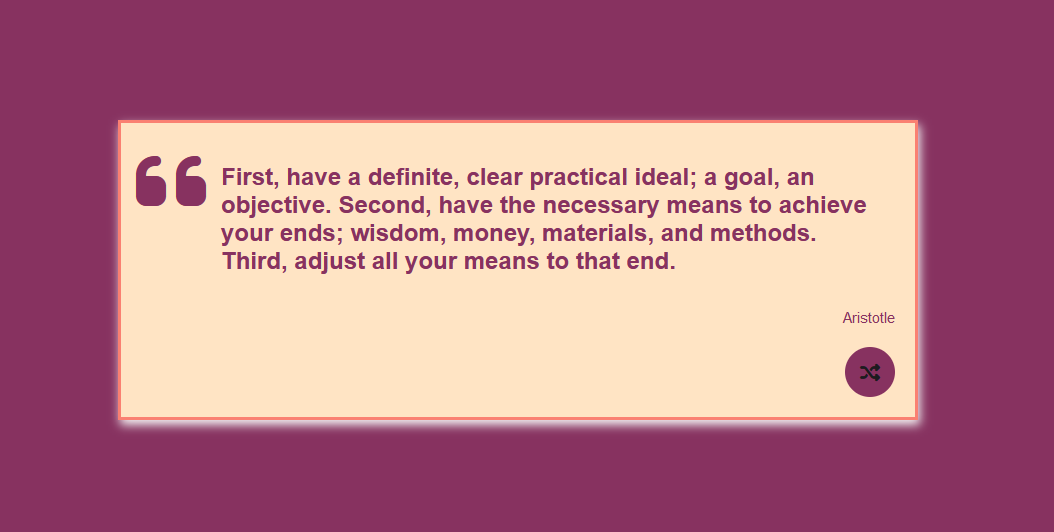 First, have a definite, clear practical ideal; a goal, an
objective. Second, have the necessary means to achieve
your ends; wisdom, money, materials, and methods.
Third, adjust all your means to that end.
Aristotle